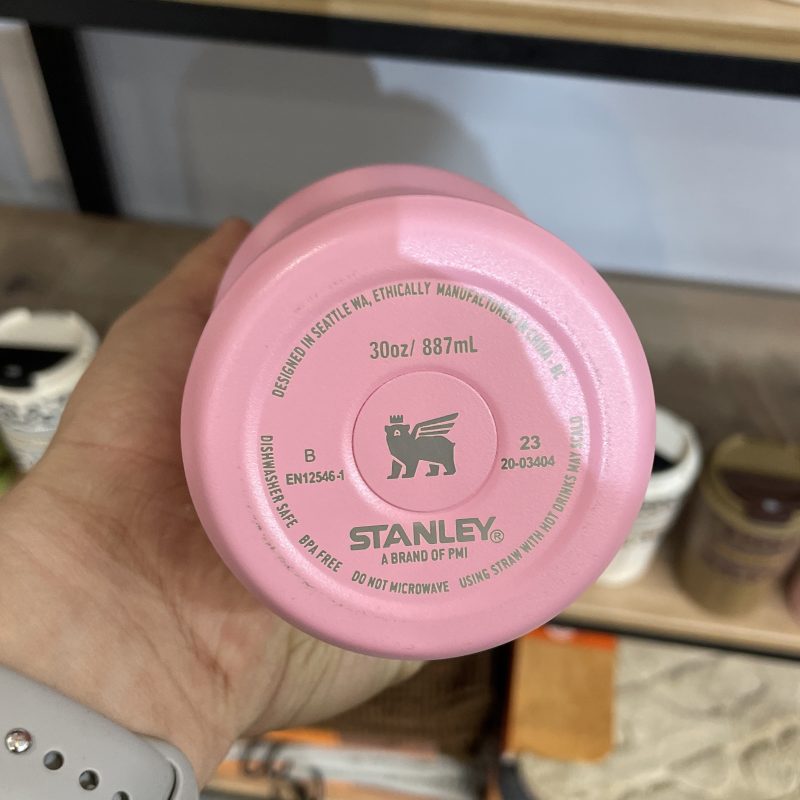 DESIGNED IN SEATTLE WA, ETHICALLY MANUFACTURED IN CHINA - BC
30oz/ 887mL
B
EN12546-1
23
20-03404
STANLEY®
A BRAND OF PMI
DISHWASHER SAFE BPA FREE DO NOT MICROWAVE USING STRAW WITH HOT DRINKS MAY SCALD